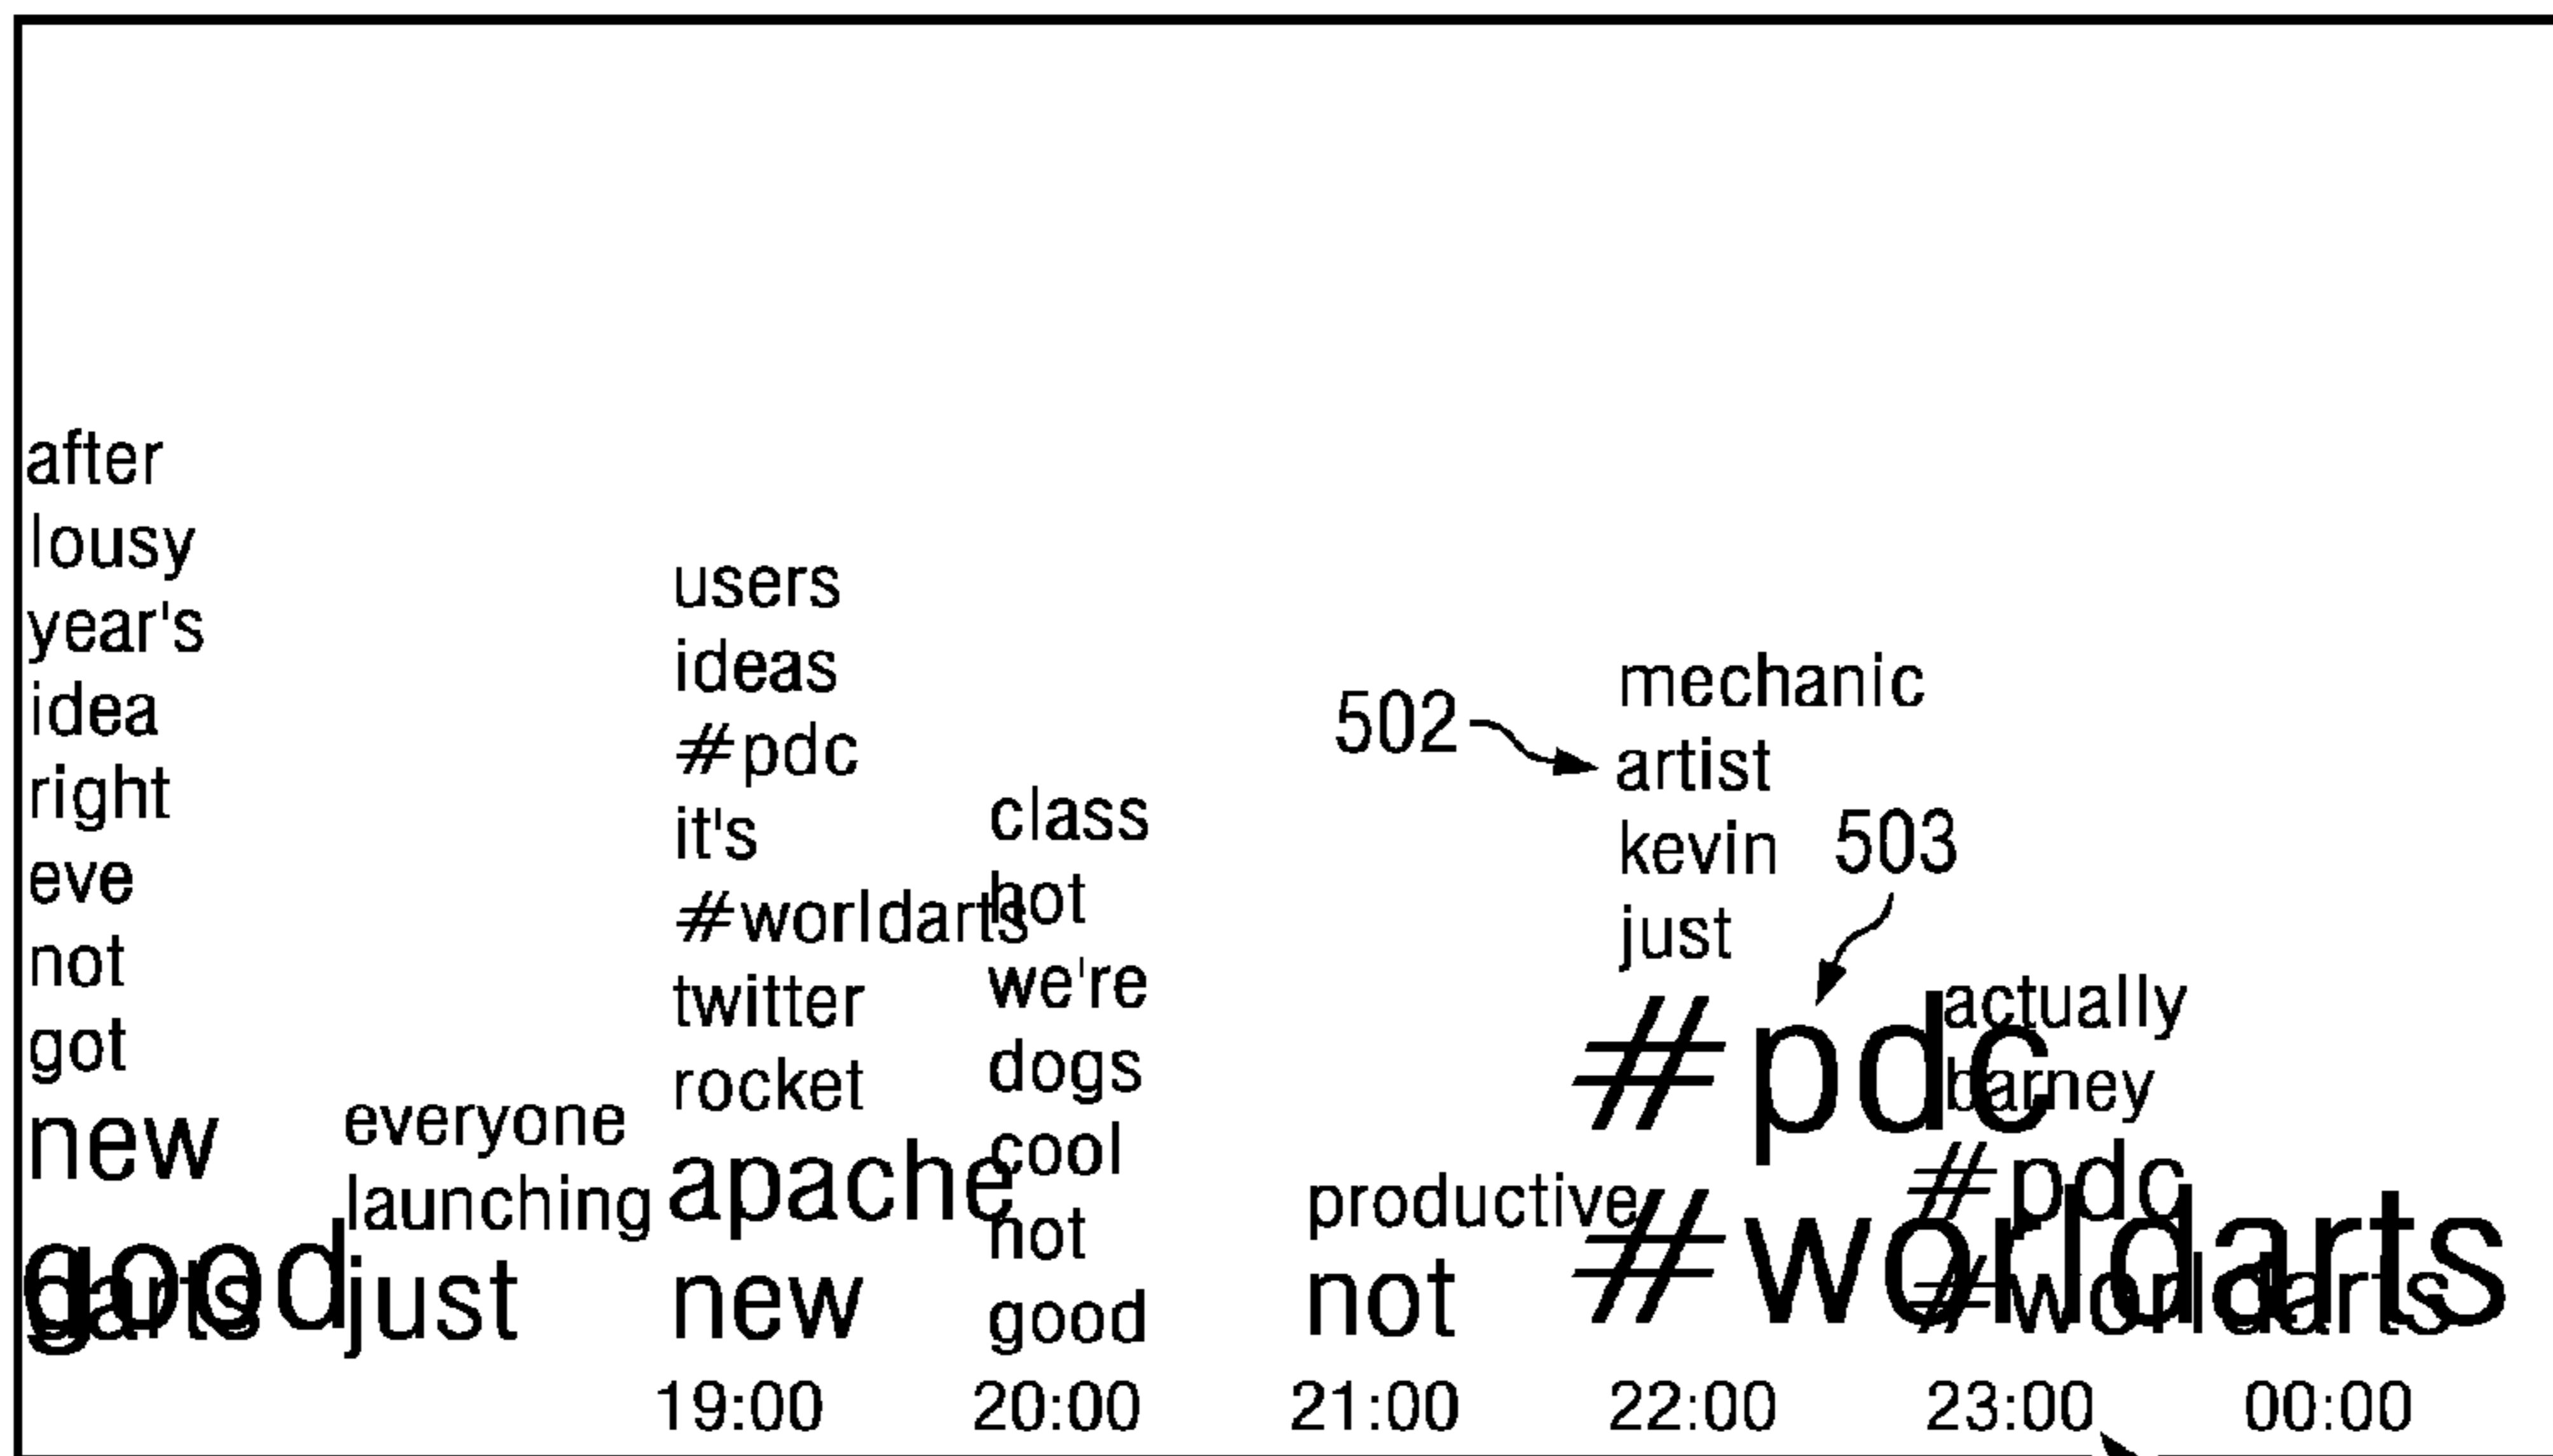 after
lousy
year's
idea
right
eve
not
got
new
good
darts
everyone
launching
just
users
ideas
#pdc
it's
#worldarts
twitter
rocket
apache
new
19:00
class
hot
we're
dogs
cool
not
good
20:00
productive
not
21:00
502
mechanic
artist
kevin
just
503
#pdc
#worldarts
22:00
actually
barney
#pdc
#worldarts
23:00
00:00